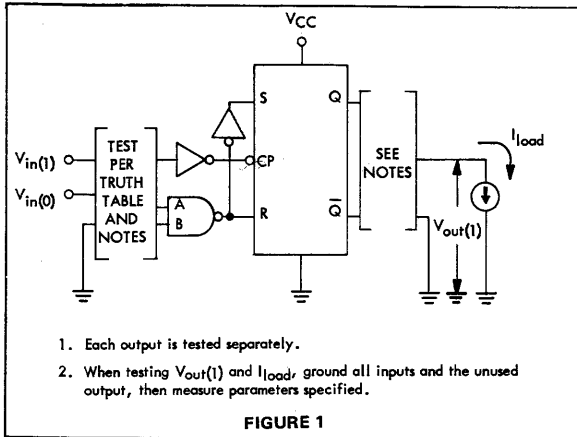 VCC
S
Q
Vin(1)
Vin(0)
TEST
PER
TRUTH
TABLE
AND
NOTES
A
B
CP
R
Q̅
SEE
NOTES
Iload
Vout(1)
1. Each output is tested separately.
2. When testing Vout(1) and Iload, ground all inputs and the unused
output, then measure parameters specified.
FIGURE 1